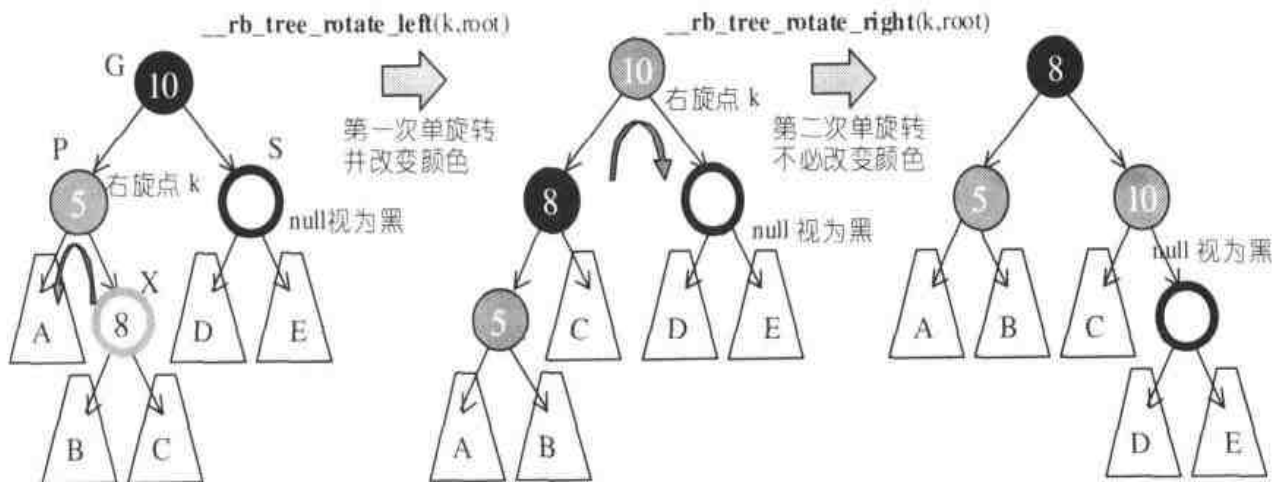 __rb_tree_rotate_left(k,root)
__rb_tree_rotate_right(k,root)
G
10
10
8
右旋点 k
第一次单旋转
并改变颜色
第二次单旋转
不必改变颜色
P
S
5
右旋点 k
8
5
10
null视为黑
null 视为黑
null 视为黑
X
A
8
D
E
5
C
D
E
A
B
C
B
C
A
B
D
E